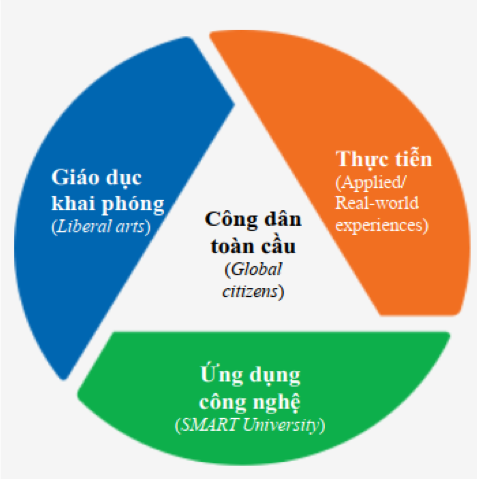 Giáo dục
khai phóng
(Liberal arts)
Thực tiễn
(Applied/
Real-world
experiences)
Công dân
toàn cầu
(Global
citizens)
Ứng dụng
công nghệ
(SMART University)